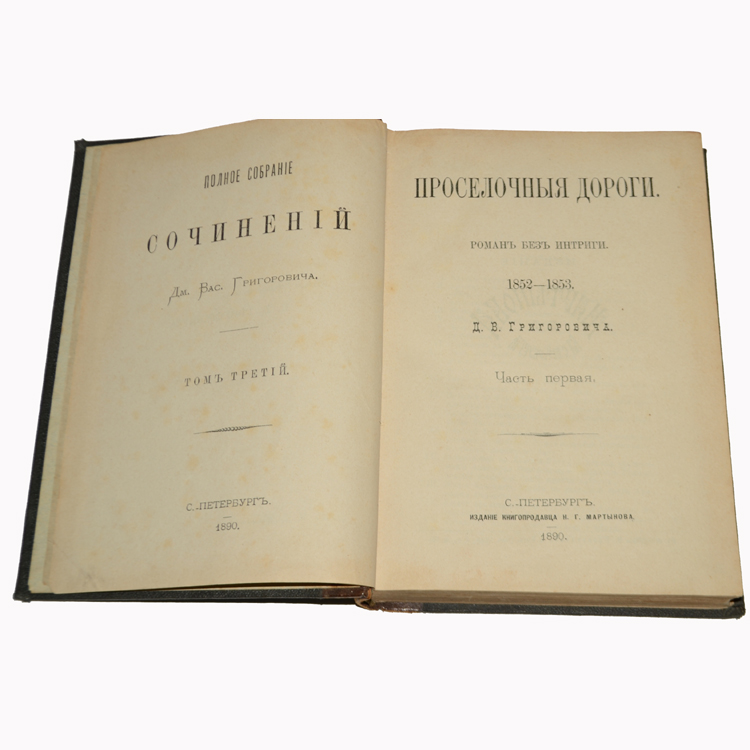 ПОЛНОЕ СОБРАНІЕ
СОЧИНЕНІЙ
Дм. Вас. Григоровича.
ТОМЪ ТРЕТІЙ.
С.-ПЕТЕРБУРГЪ.
1890.
ПРОСЕЛОЧНЫЯ ДОРОГИ.
РОМАНЪ БЕЗЪ ИНТРИГИ.
1852—1853.
Д. В. Григоровича.
Часть первая.
С.-ПЕТЕРБУРГЪ.
ИЗДАНІЕ КНИГОПРОДАВЦА Н. Г. МАРТЫНОВА.
1890.